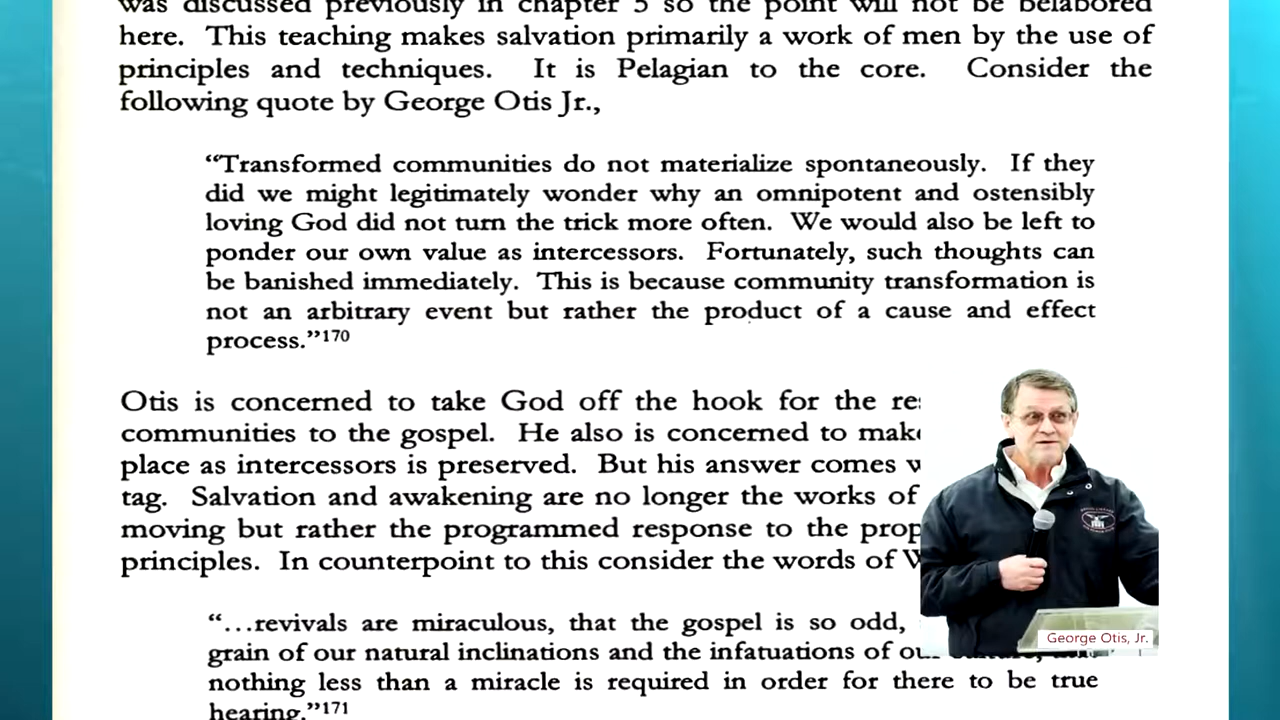 was discussed previously in chapter 5 so the point will not be belabored
here. This teaching makes salvation primarily a work of men by the use of
principles and techniques. It is Pelagian to the core. Consider the
following quote by George Otis Jr.,
“Transformed communities do not materialize spontaneously. If they
did we might legitimately wonder why an omnipotent and ostensibly
loving God did not turn the trick more often. We would also be left to
ponder our own value as intercessors. Fortunately, such thoughts can
be banished immediately. This is because community transformation is
not an arbitrary event but rather the product of a cause and effect
process.”170
Otis is concerned to take God off the hook for the
communities to the gospel. He also is concerned to
place as intercessors is preserved. But his answer comes
tag. Salvation and awakening are no longer the works of
moving but rather the programmed response to the
principles. In counterpoint to this consider the words of
“…revivals are miraculous, that the gospel is so odd,
grain of our natural inclinations and the infatuations of
nothing less than a miracle is required in order for there to be true
hearing.”171
George Otis, Jr.